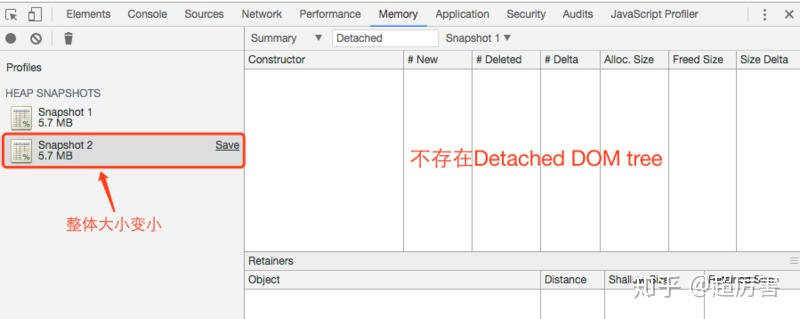 Elements Console Sources Network Performance Memory Application Security Audits JavaScript Profiler
Summary ▼ Detached Snapshot 1 ▼
Profiles
HEAP SNAPSHOTS
Snapshot 1
5.7 MB
Snapshot 2 Save
5.7 MB
整体大小变小
Constructor # New # Deleted # Delta Alloc. Size Freed Size Size Delta
不存在Detached DOM tree
Retainers
Object Distance Shallow Size Retained Size
知乎 @超厉害